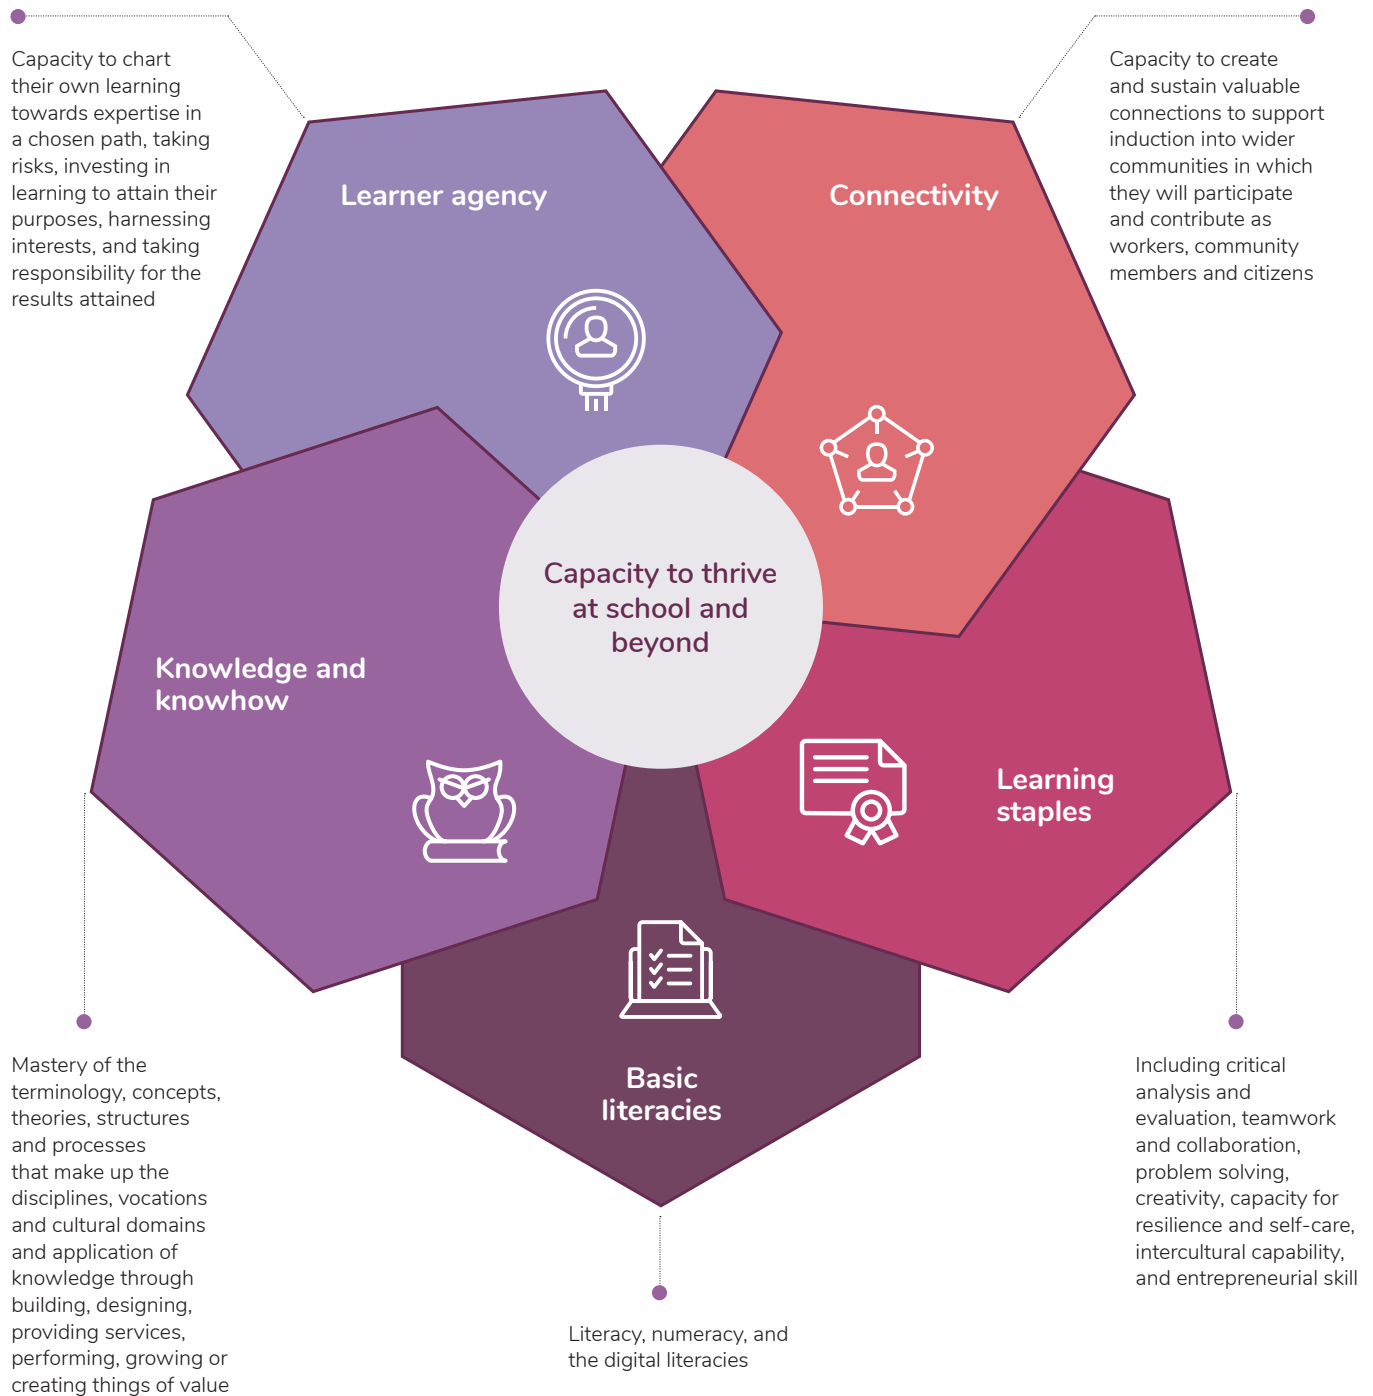 Capacity to chart
their own learning
towards expertise in
a chosen path, taking
risks, investing in
learning to attain their
purposes, harnessing
interests, and taking
responsibility for the
results attained
Capacity to create
and sustain valuable
connections to support
induction into wider
communities in which
they will participate
and contribute as
workers, community
members and citizens
Learner agency
Connectivity
Capacity to thrive
at school and
beyond
Knowledge and
knowhow
Learning
staples
Basic
literacies
Mastery of the
terminology, concepts,
theories, structures
and processes
that make up the
disciplines, vocations
and cultural domains
and application of
knowledge through
building, designing,
providing services,
performing, growing or
creating things of value
Literacy, numeracy, and
the digital literacies
Including critical
analysis and
evaluation, teamwork
and collaboration,
problem solving,
creativity, capacity for
resilience and self-care,
intercultural capability,
and entrepreneurial skill